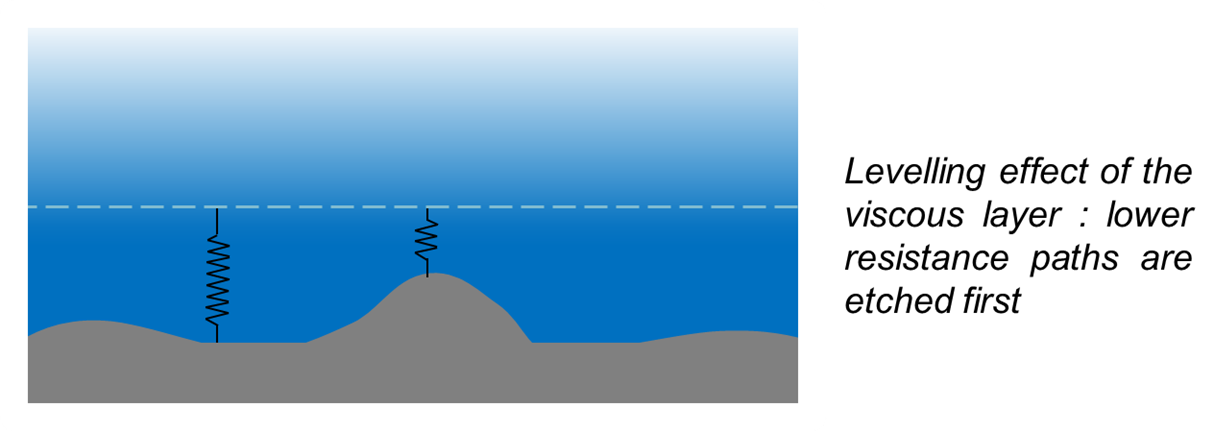 Levelling effect of the
viscous layer : lower
resistance paths are
etched first